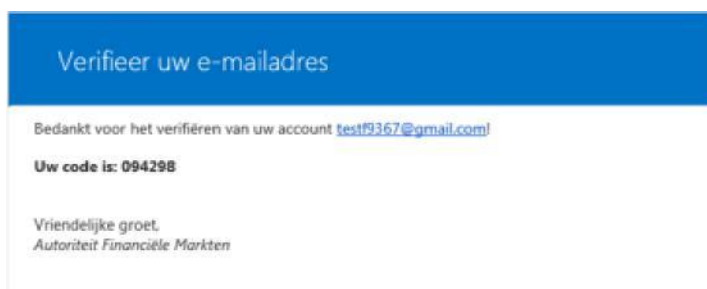 Verifieer uw e-mailadres
Bedankt voor het verifiëren van uw account testf9367@gmail.com!
Uw code is: 094298
Vriendelijke groet,
Autoriteit Financiële Markten